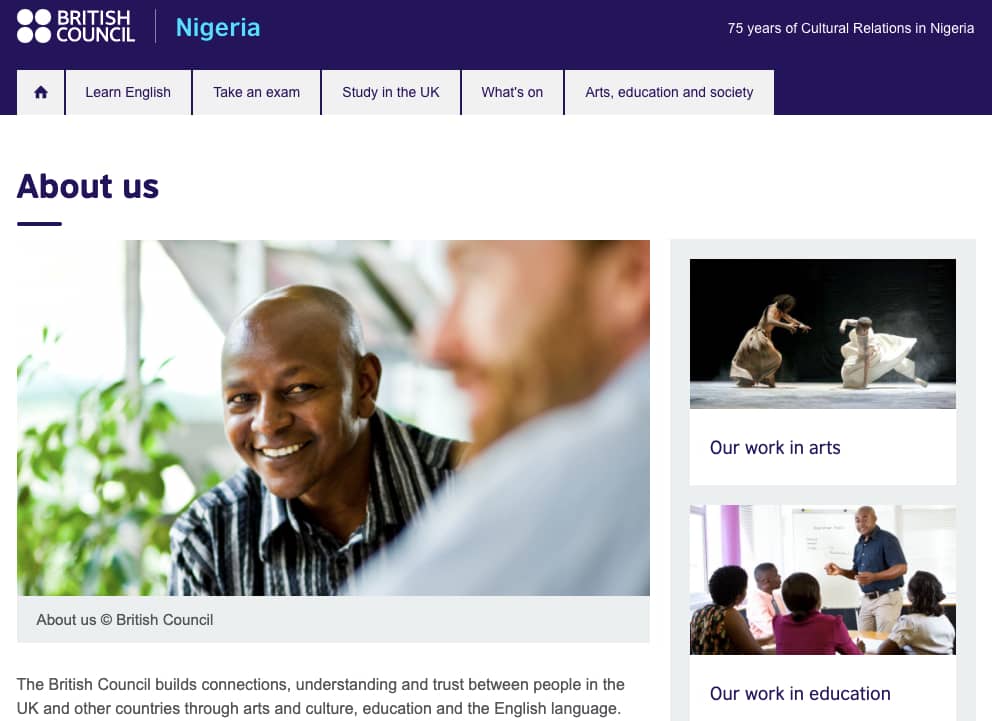 BRITISH
COUNCIL
Nigeria
75 years of Cultural Relations in Nigeria
Learn English
Take an exam
Study in the UK
What's on
Arts, education and society
About us
Our work in arts
About us © British Council
The British Council builds connections, understanding and trust between people in the
UK and other countries through arts and culture, education and the English language.
Our work in education